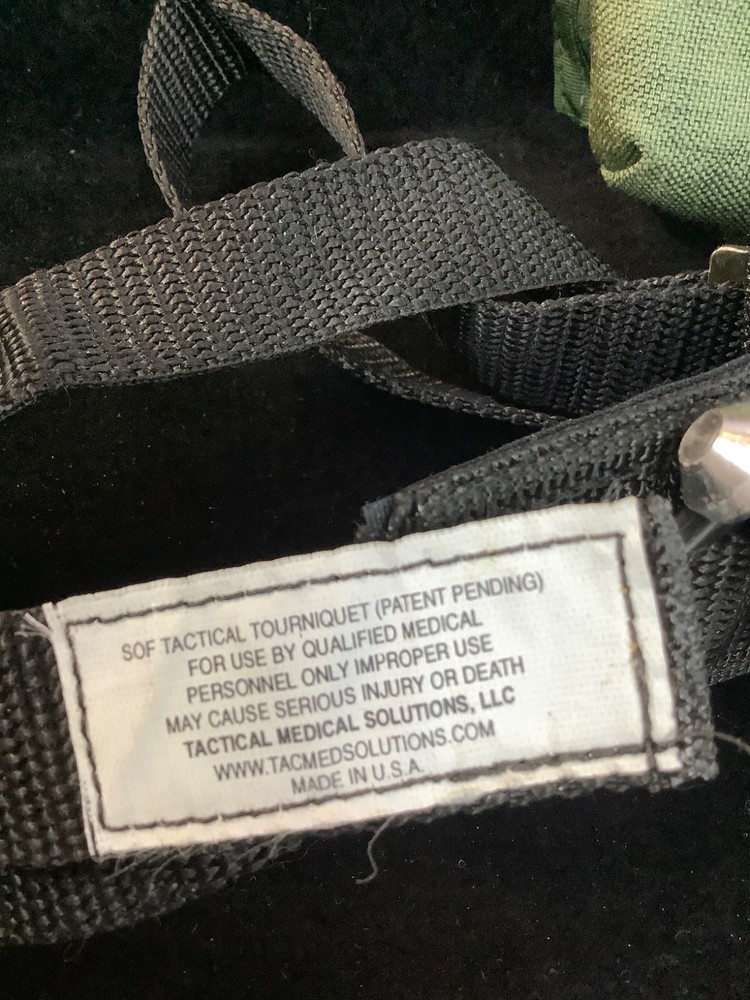 SOF TACTICAL TOURNIQUET (PATENT PENDING)
FOR USE BY QUALIFIED MEDICAL
PERSONNEL ONLY IMPROPER USE
MAY CAUSE SERIOUS INJURY OR DEATH
TACTICAL MEDICAL SOLUTIONS, LLC
WWW.TACMEDSOLUTIONS.COM
MADE IN U.S.A.